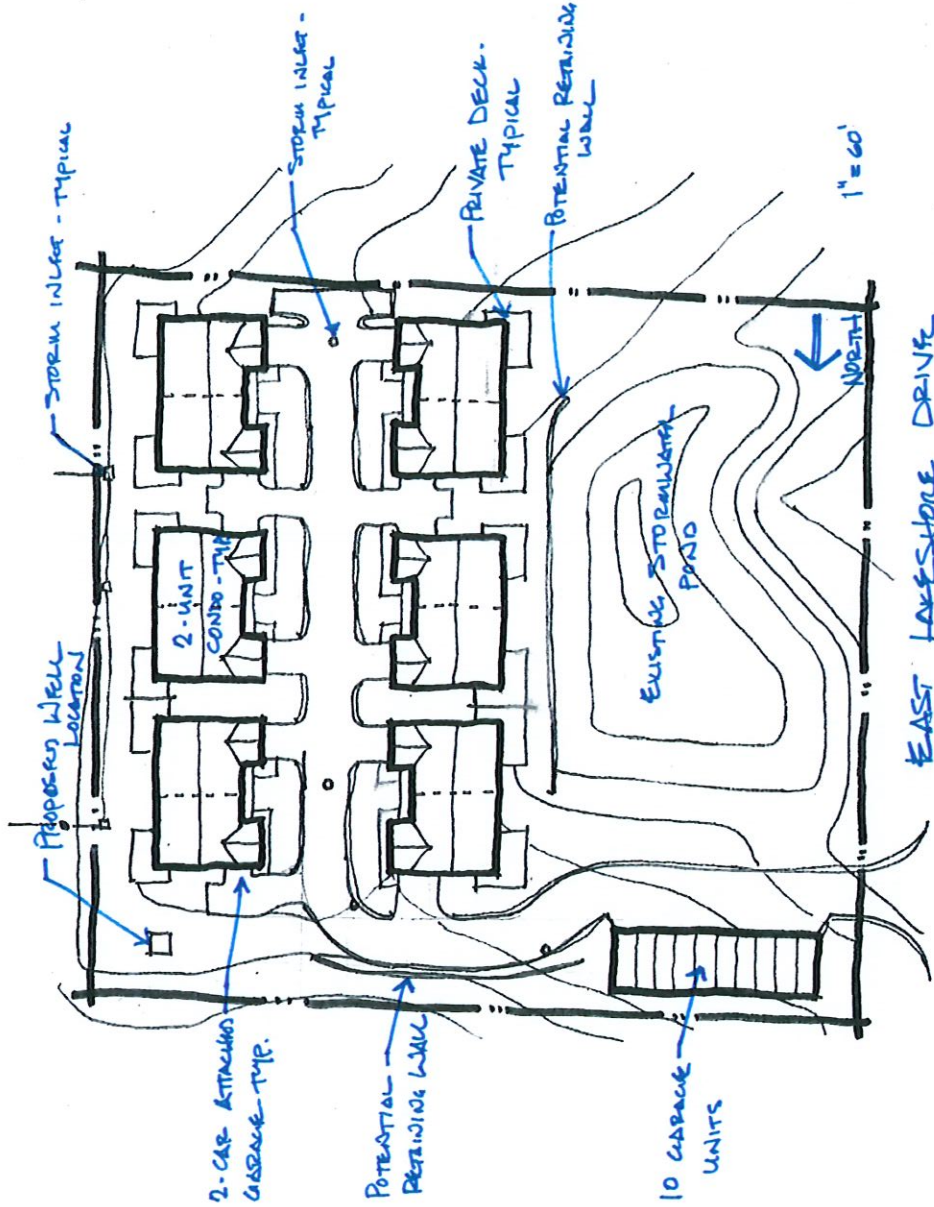 PROPOSED WELL
LOCATION
STORM INLET - TYPICAL
STORM INLET -
TYPICAL
2-UNIT
CONDO - TYP.
2-CAR ATTACHED
GARAGE - TYP.
PRIVATE DECK -
TYPICAL
POTENTIAL RETAINING
WALL
POTENTIAL
RETAINING WALL
EXISTING STORMWATER
POND
10 GARAGE
UNITS
NORTH
1" = 60'
EAST LAKESHORE DRIVE